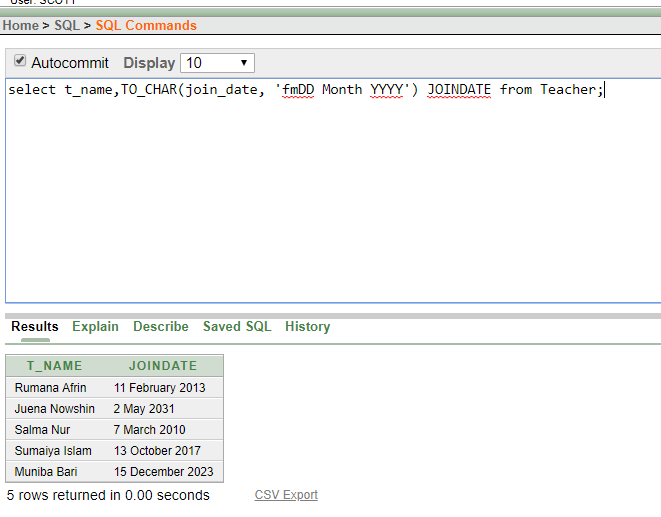 User: SCOTT
Home > SQL > SQL Commands
Autocommit Display 10
select t_name,TO_CHAR(join_date, 'fmDD Month YYYY') JOINDATE from Teacher;
Results Explain Describe Saved SQL History
T_NAME JOINDATE
Rumana Afrin 11 February 2013
Juena Nowshin 2 May 2031
Salma Nur 7 March 2010
Sumaiya Islam 13 October 2017
Muniba Bari 15 December 2023
5 rows returned in 0.00 seconds CSV Export